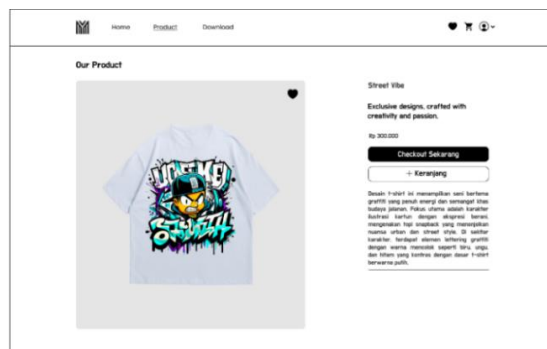 Home Product Download
Our Product
Street Vibe
Exclusive designs, crafted with
creativity and passion.
Rp 300.000
Checkout Sekarang
+ Keranjang
Desain t-shirt ini menampilkan seni bertema
graffiti yang penuh energi dan semangat khas
budaya jalanan. Fokus utama adalah karakter
ilustrasi kartun dengan ekspresi berani,
mengenakan topi snapback yang menonjolkan
nuansa urban dan street style. Di sekitar
karakter, terdapat elemen lettering graffiti
dengan warna mencolok seperti biru, ungu,
dan hitam yang kontras dengan dasar t-shirt
berwarna putih.